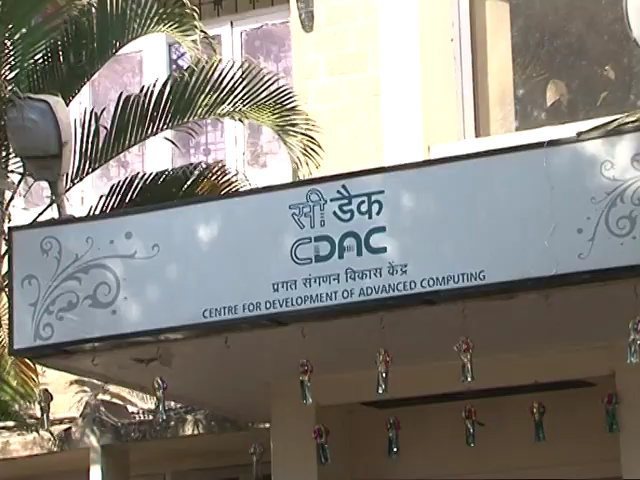 सी डैक
CDAC
प्रगत संगणन विकास केंद्र
CENTRE FOR DEVELOPMENT OF ADVANCED COMPUTING